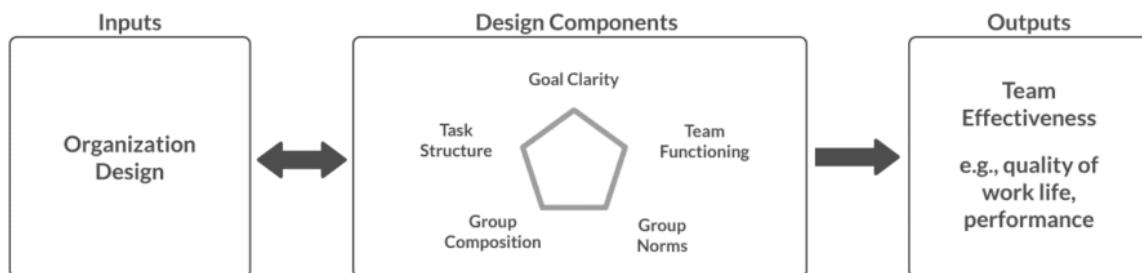 Inputs
Organization
Design
Design Components
Goal Clarity
Task
Structure
Team
Functioning
Group
Composition
Group
Norms
Outputs
Team
Effectiveness
e.g., quality of
work life,
performance